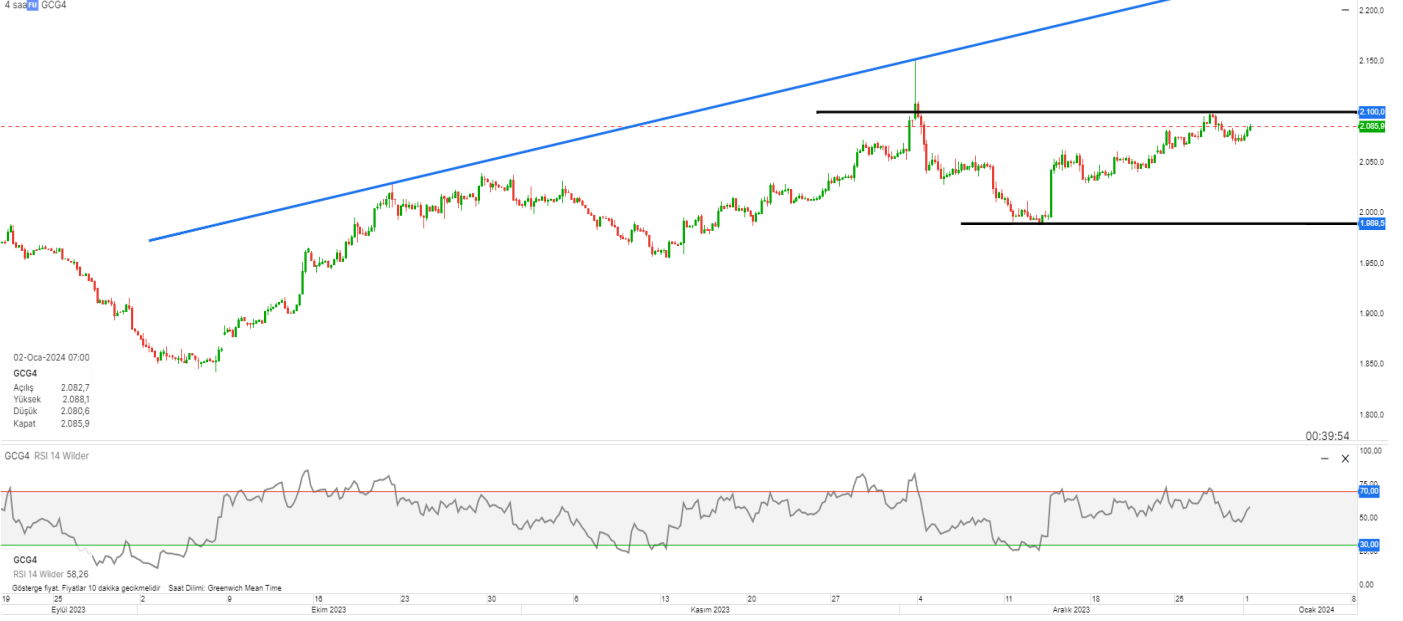 4 saa FU GCG4
2.200,0
2.150,0
2.100,0
2.085,9
2.050,0
2.000,0
1.989,5
1.950,0
1.900,0
1.850,0
1.800,0
02-Oca-2024 07:00
GCG4
Açılış 2.082,7
Yüksek 2.088,1
Düşük 2.080,6
Kapat 2.085,9
00:39:54
GCG4 RSI 14 Wilder
100,00
75,00
70,00
50,00
30,00
25,00
0,00
GCG4
RSI 14 Wilder 58,26
Gösterge fiyat. Fiyatlar 10 dakika gecikmelidir Saat Dilimi: Greenwich Mean Time
19 25 2 9 16 23 30 6 13 20 27 4 11 18 25 1 8
Eylül 2023 Ekim 2023 Kasım 2023 Aralık 2023 Ocak 2024